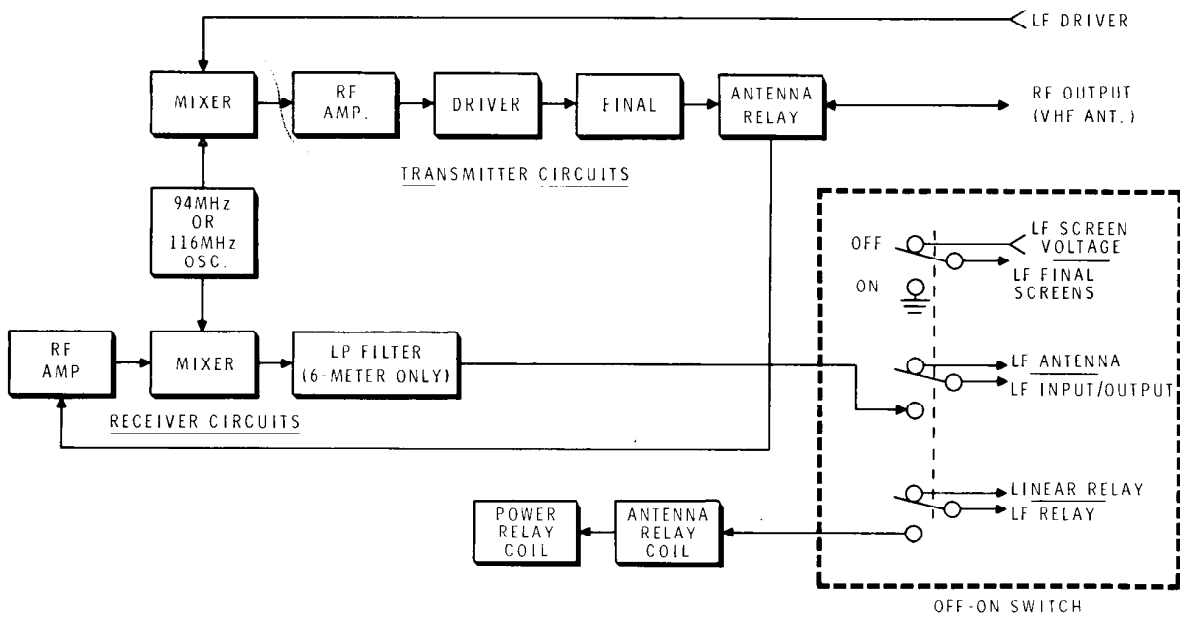 LF DRIVER
MIXER
RF
AMP.
DRIVER
FINAL
ANTENNA
RELAY
RF OUTPUT
(VHF ANT.)
TRANSMITTER CIRCUITS
94MHz
OR
116MHz
OSC.
OFF
LF SCREEN
VOLTAGE
LF FINAL
SCREENS
ON
RF
AMP
MIXER
LP FILTER
(6-METER ONLY)
LF ANTENNA
LF INPUT/OUTPUT
RECEIVER CIRCUITS
LINEAR RELAY
LF RELAY
POWER
RELAY
COIL
ANTENNA
RELAY
COIL
OFF-ON SWITCH